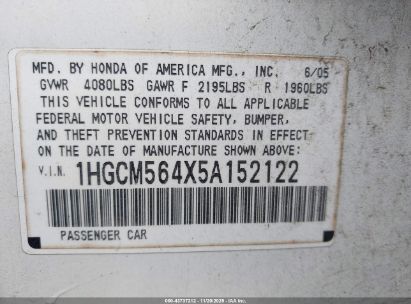 MFD. BY HONDA OF AMERICA MFG., INC. 6/05
GVWR 4080LBS GAWR F 2195LBS R 1960LBS
THIS VEHICLE CONFORMS TO ALL APPLICABLE
FEDERAL MOTOR VEHICLE SAFETY, BUMPER,
AND THEFT PREVENTION STANDARDS IN EFFECT
ON THE DATE OF MANUFACTURE SHOWN ABOVE.
V.I.N. 1HGCM564X5A152122
PASSENGER CAR